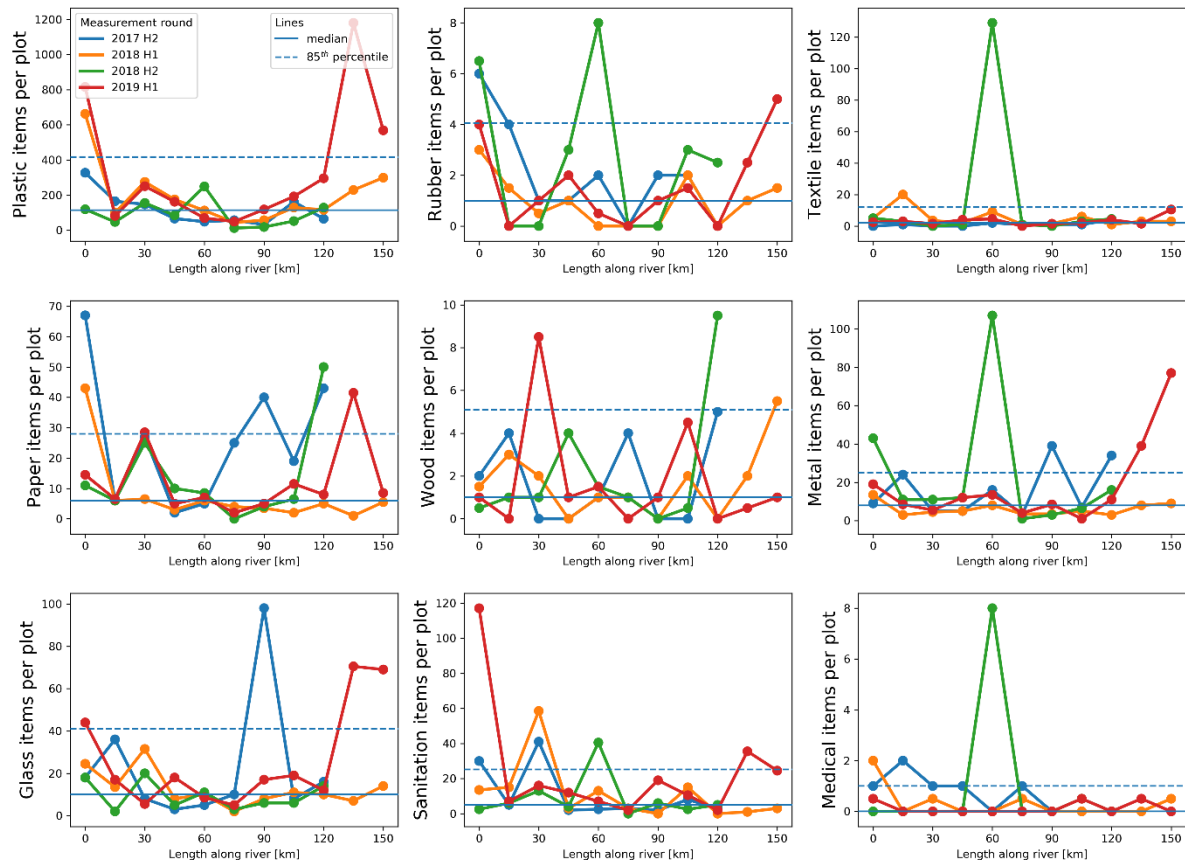 Plastic items per plot
1200
1000
800
600
400
200
0
Measurement round
2017 H2
2018 H1
2018 H2
2019 H1
Lines
median
85th percentile
0 30 60 90 120 150
Length along river [km]
Rubber items per plot
8
6
4
2
0
0 30 60 90 120 150
Length along river [km]
Textile items per plot
120
100
80
60
40
20
0
0 30 60 90 120 150
Length along river [km]
Paper items per plot
70
60
50
40
30
20
10
0
0 30 60 90 120 150
Length along river [km]
Wood items per plot
10
8
6
4
2
0
0 30 60 90 120 150
Length along river [km]
Metal items per plot
100
80
60
40
20
0
0 30 60 90 120 150
Length along river [km]
Glass items per plot
100
80
60
40
20
0
0 30 60 90 120 150
Length along river [km]
Sanitation items per plot
120
100
80
60
40
20
0
0 30 60 90 120 150
Length along river [km]
Medical items per plot
8
6
4
2
0
0 30 60 90 120 150
Length along river [km]